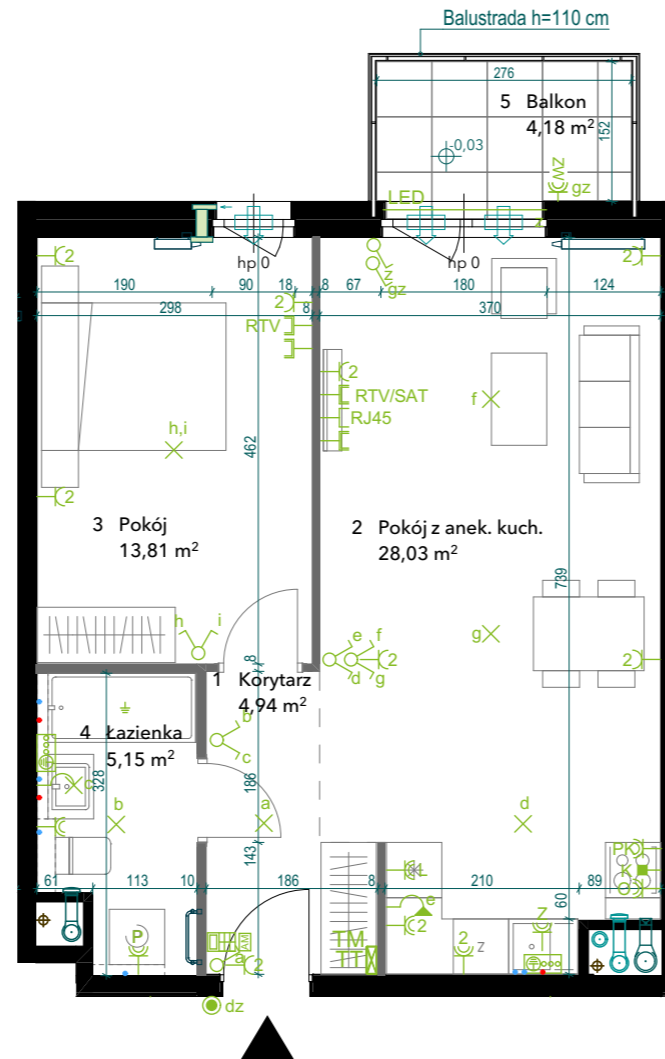 Balustrada h=110 cm
276
5 Balkon
4,18 m²
152
-0,03
ZW
gz
LED
hp 0
hp 0
z
gz
2
2
190
90
18
8
67
180
124
298
8
370
2
RTV
2
RTV/SAT
RJ45
f
h,i
462
2
3 Pokój
13,81 m²
2 Pokój z anek. kuch.
28,03 m²
739
h
i
8
e
f
2
d
g
g
2
1 Korytarz
4,94 m²
b
c
4 Łazienka
5,15 m²
328
186
c
b
a
d
143
PK
K
61
113
10
186
8
210
89
60
e
2
P
a
2
TM
2
z
Z
dz